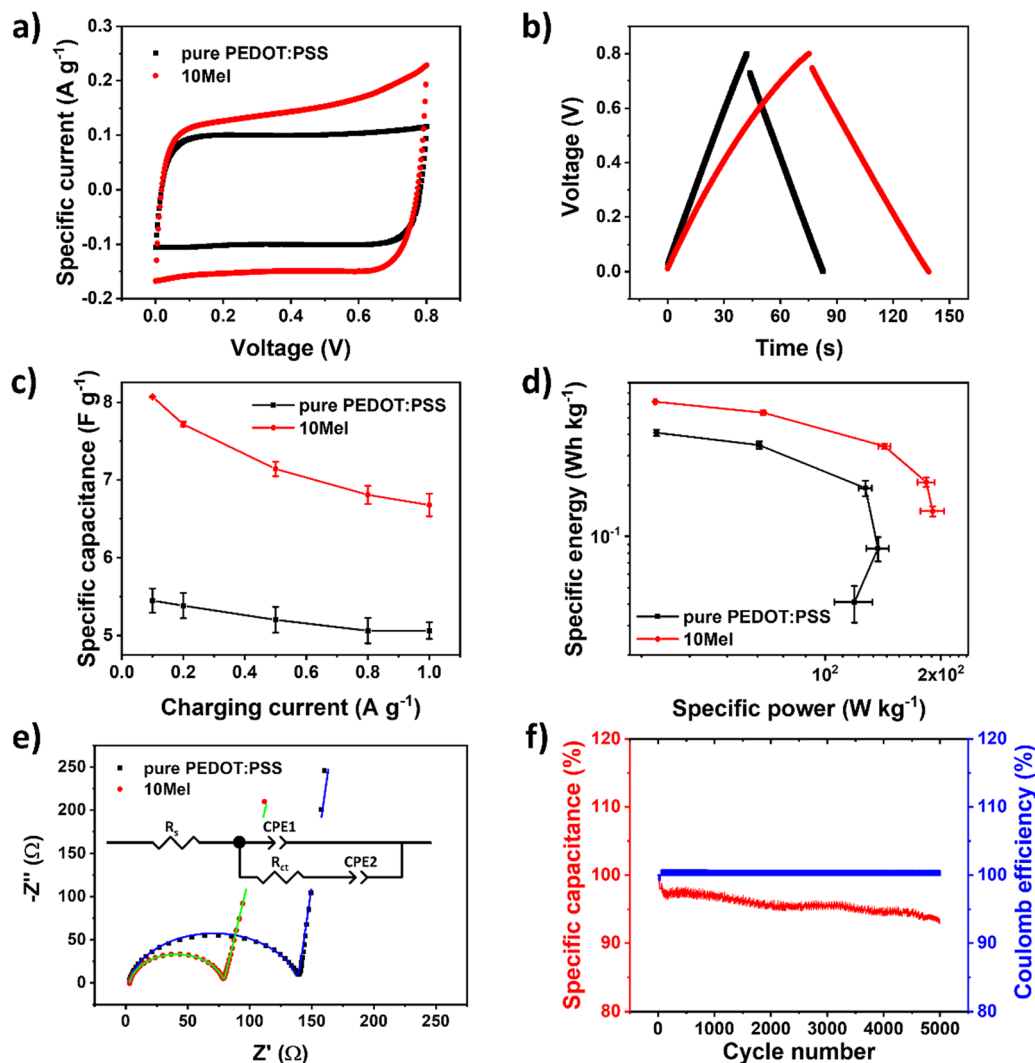 a)
0.3
0.2
0.1
0.0
-0.1
-0.2
Specific current (A g⁻¹)
pure PEDOT:PSS
10Mel
0.0 0.2 0.4 0.6 0.8
Voltage (V)
b)
0.8
0.6
0.4
0.2
0.0
Voltage (V)
0 30 60 90 120 150
Time (s)
c)
8
7
6
5
Specific capacitance (F g⁻¹)
pure PEDOT:PSS
10Mel
0.0 0.2 0.4 0.6 0.8 1.0
Charging current (A g⁻¹)
d)
10⁻¹
Specific energy (Wh kg⁻¹)
pure PEDOT:PSS
10Mel
10² 2x10²
Specific power (W kg⁻¹)
e)
250
200
150
100
50
0
-Z'' (Ω)
pure PEDOT:PSS
10Mel
Rs CPE1
Rct CPE2
0 50 100 150 200 250
Z' (Ω)
f)
120
110
100
90
80
Specific capacitance (%)
120
110
100
90
80
Coulomb efficiency (%)
0 1000 2000 3000 4000 5000
Cycle number